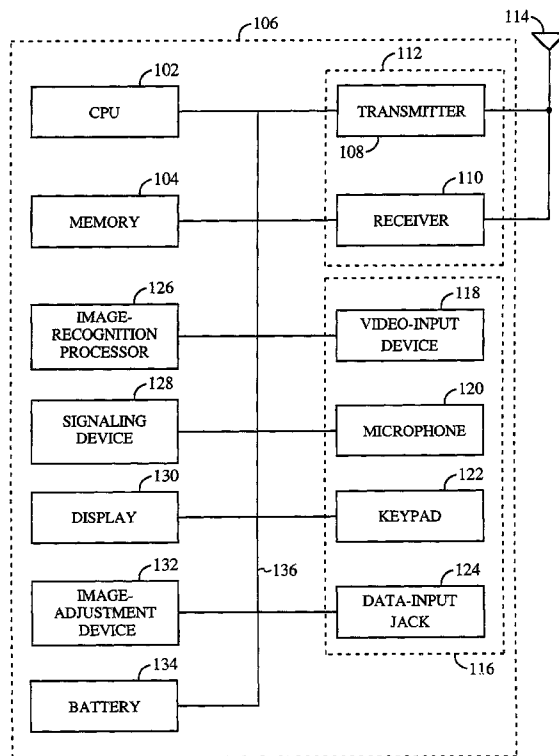 106
114
102
CPU
112
TRANSMITTER
108
104
MEMORY
110
RECEIVER
126
IMAGE-
RECOGNITION
PROCESSOR
118
VIDEO-INPUT
DEVICE
128
SIGNALING
DEVICE
120
MICROPHONE
130
DISPLAY
122
KEYPAD
132
IMAGE-
ADJUSTMENT
DEVICE
136
124
DATA-INPUT
JACK
134
BATTERY
116